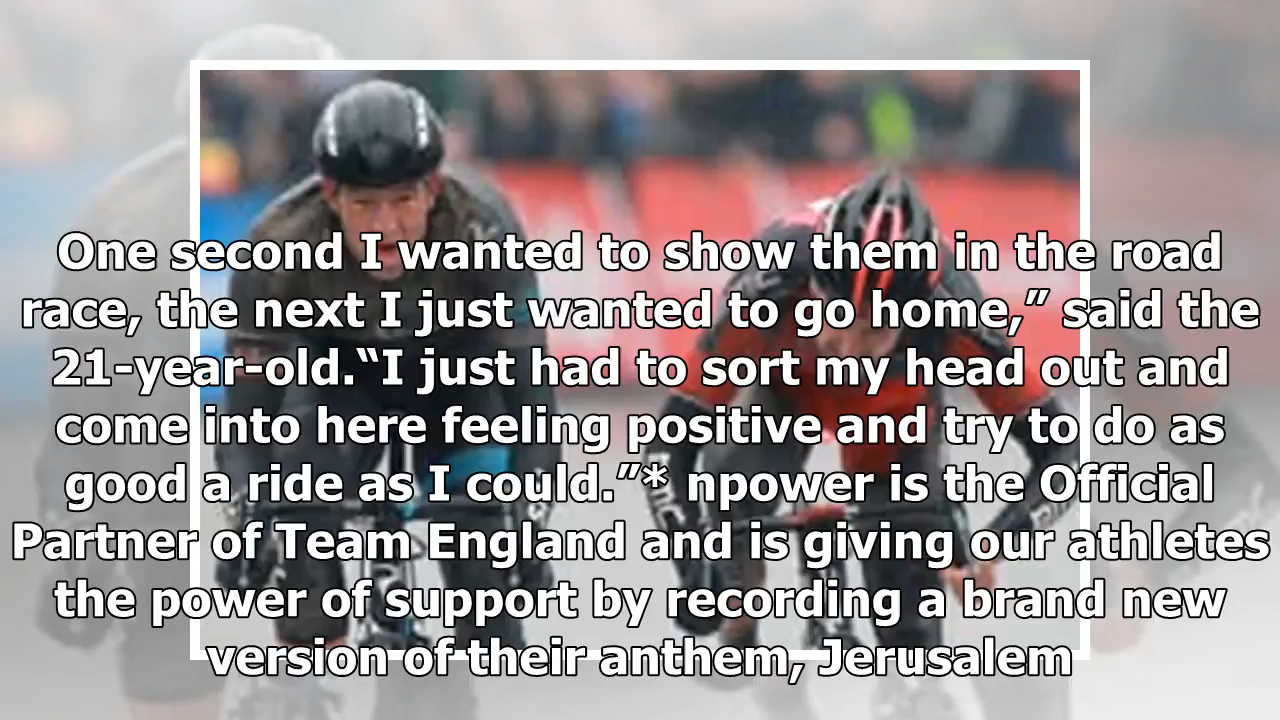 One second I wanted to show them in the road
race, the next I just wanted to go home,” said the
21-year-old.“I just had to sort my head out and
come into here feeling positive and try to do as
good a ride as I could.”* npower is the Official
Partner of Team England and is giving our athletes
the power of support by recording a brand new
version of their anthem, Jerusalem